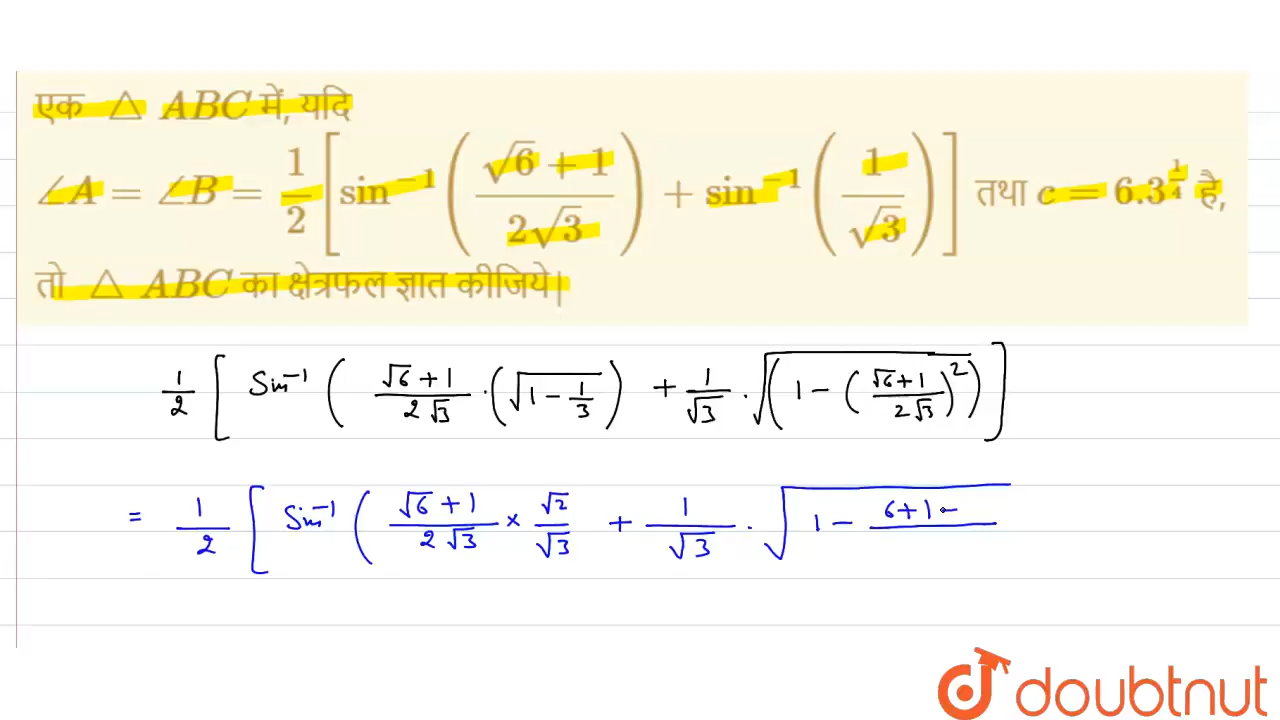 एक △ ABC में, यदि
∠A = ∠B = 1/2 [sin⁻¹((√6 + 1)/(2√3)) + sin⁻¹(1/√3)] तथा c = 6.3^(1/4) है,
तो △ ABC का क्षेत्रफल ज्ञात कीजिये|
1/2 [ Sin⁻¹ ( (√6 + 1)/(2√3) · (√(1 − 1/3)) + 1/√3 · √(1 − ((√6 + 1)/(2√3))²) ) ]
= 1/2 [ Sin⁻¹ ( (√6 + 1)/(2√3) × √2/√3 + 1/√3 · √(1 − (6 + 1 −
doubtnut